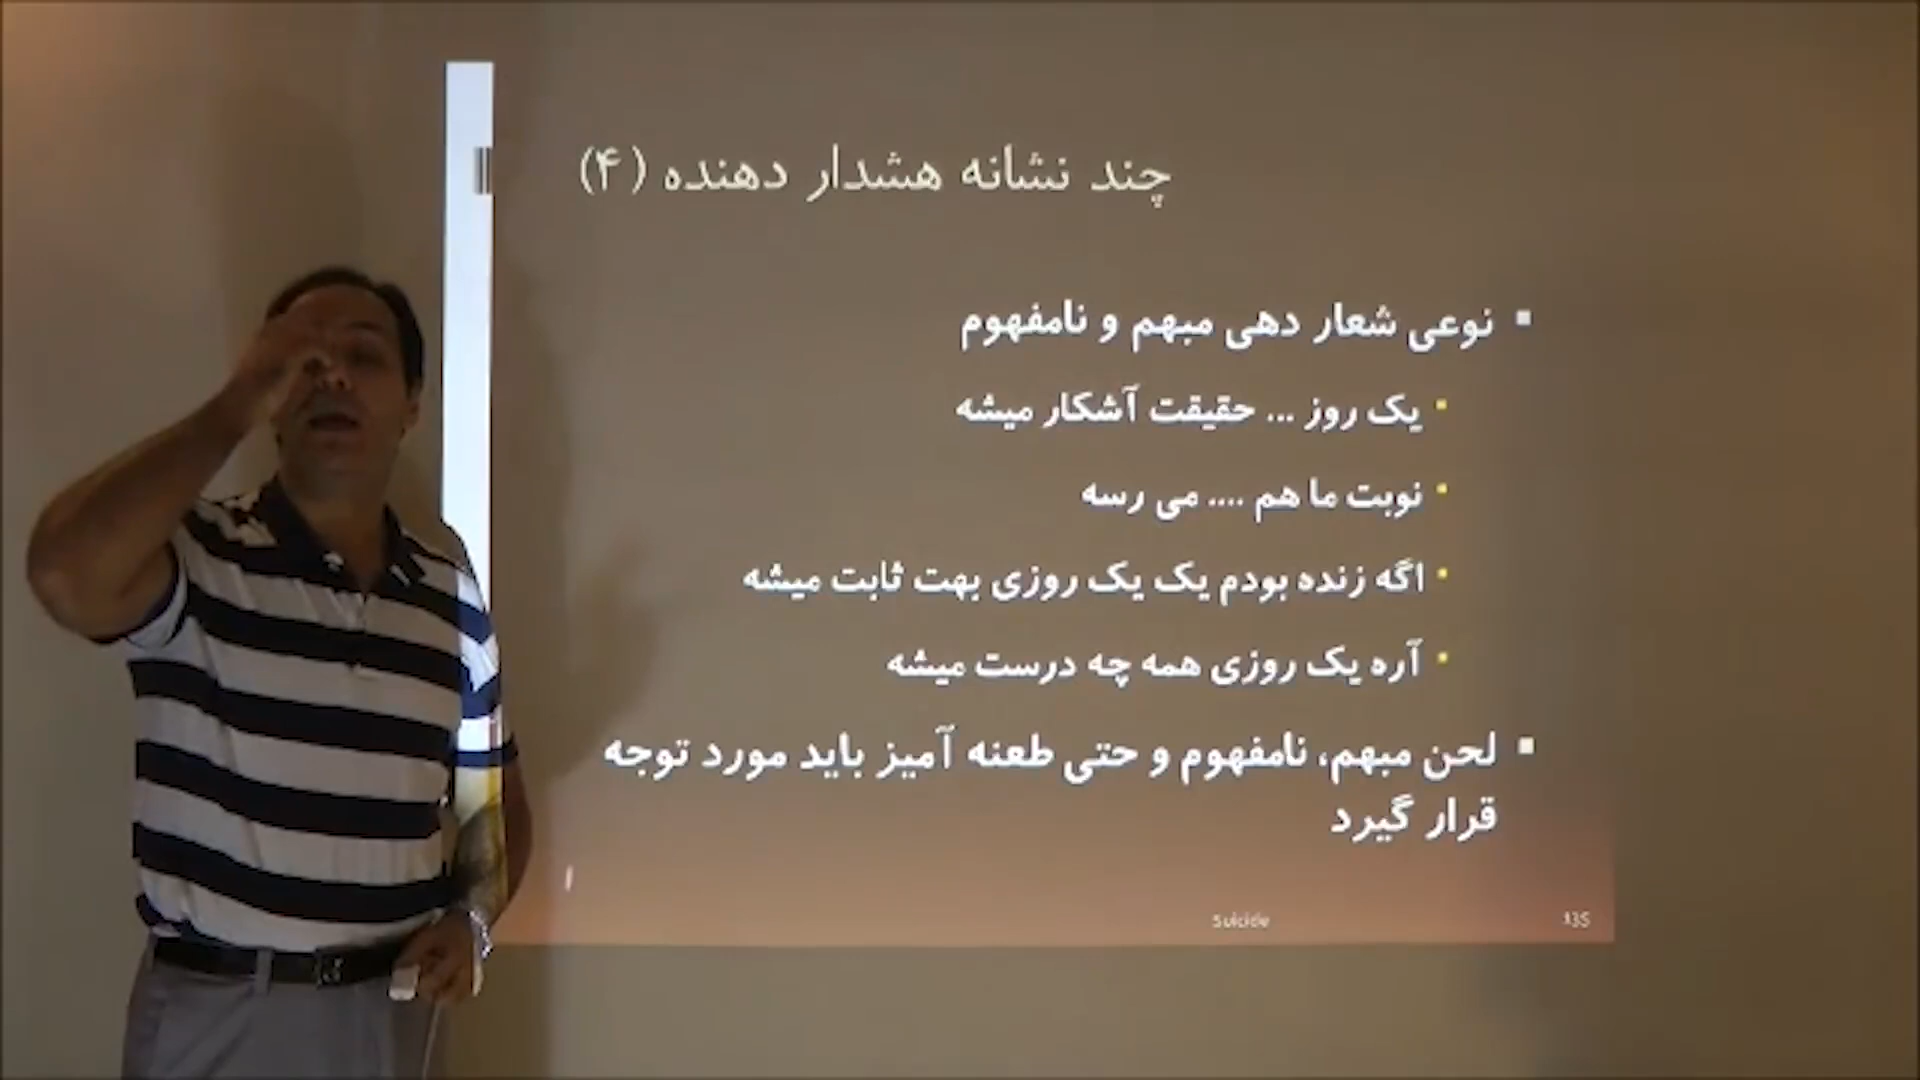 چند نشانه هشدار دهنده (۴)
نوعی شعار دهی مبهم و نامفهوم
یک روز ... حقیقت آشکار میشه
نوبت ما هم .... می رسه
اگه زنده بودم یک یک روزی بهت ثابت میشه
آره یک روزی همه چه درست میشه
لحن مبهم، نامفهوم و حتی طعنه آمیز باید مورد توجه
قرار گیرد
Suicide
135